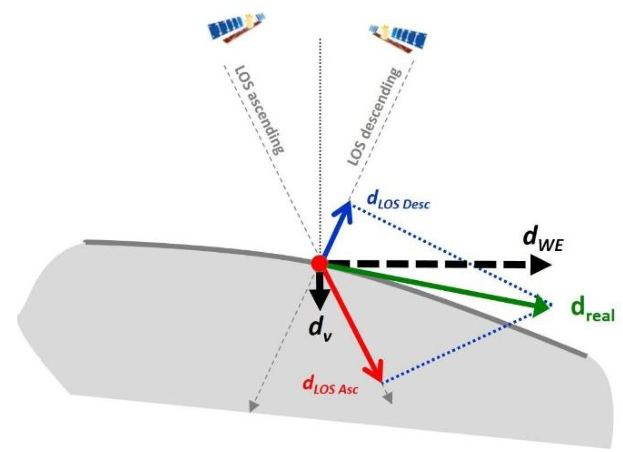 LOS ascending
LOS descending
dLOS Desc
dWE
dreal
dv
dLOS Asc